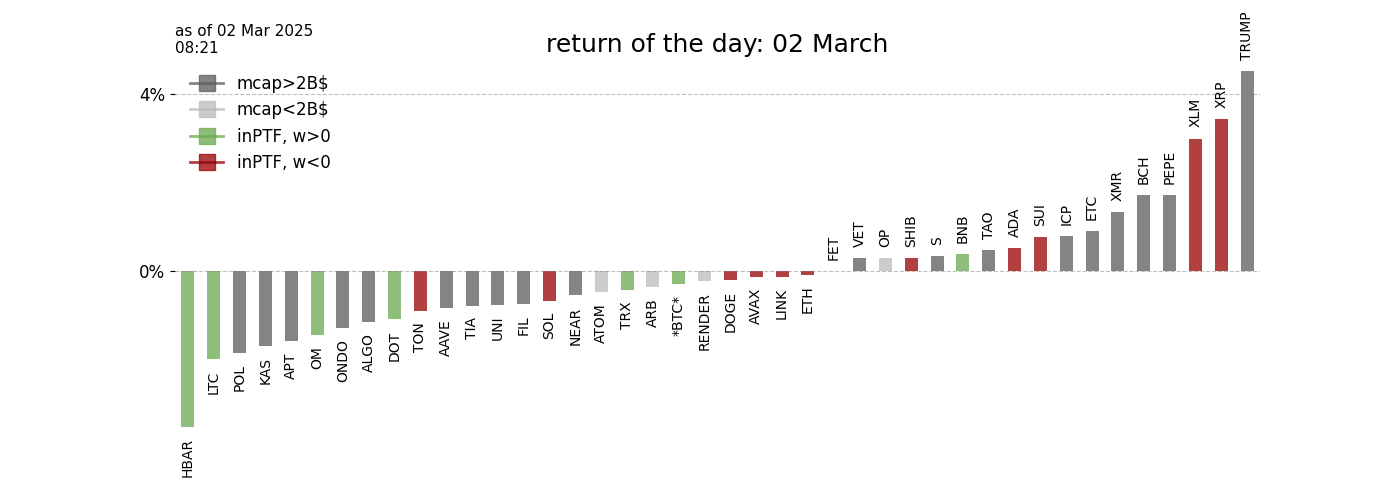 as of 02 Mar 2025
08:21
return of the day: 02 March
mcap>2B$
mcap<2B$
inPTF, w>0
inPTF, w<0
4%
0%
HBAR
LTC
POL
KAS
APT
OM
ONDO
ALGO
DOT
TON
AAVE
TIA
UNI
FIL
SOL
NEAR
ATOM
TRX
ARB
*BTC*
RENDER
DOGE
AVAX
LINK
ETH
FET
VET
OP
SHIB
S
BNB
TAO
ADA
SUI
ICP
ETC
XMR
BCH
PEPE
XLM
XRP
TRUMP